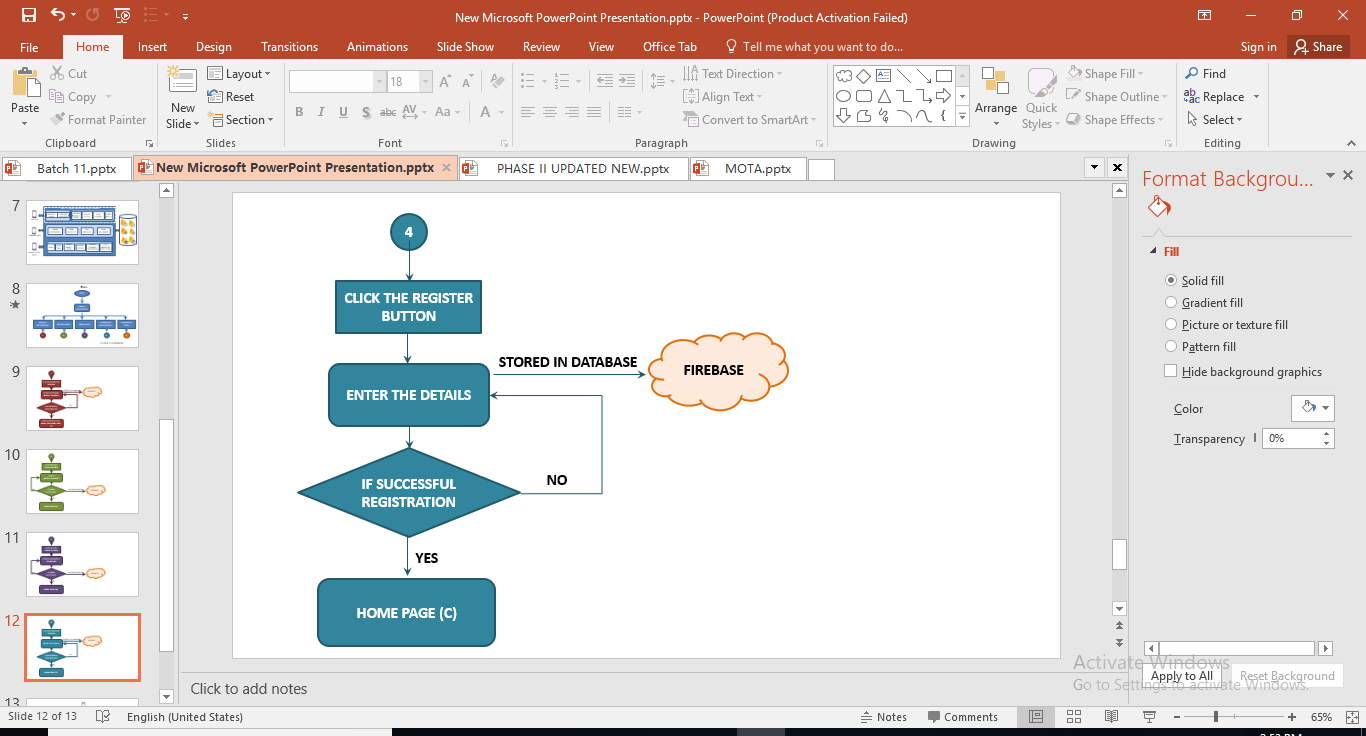 New Microsoft PowerPoint Presentation.pptx - PowerPoint (Product Activation Failed)
File Home Insert Design Transitions Animations Slide Show Review View Office Tab Tell me what you want to do... Sign in Share
Paste
Cut
Copy
Format Painter
Clipboard
New
Slide
Layout
Reset
Section
Slides
18
B I U S abc AV Aa A
Font
Text Direction
Align Text
Convert to SmartArt
Paragraph
Arrange
Quick
Styles
Shape Fill
Shape Outline
Shape Effects
Drawing
Find
Replace
Select
Editing
Batch 11.pptx New Microsoft PowerPoint Presentation.pptx PHASE II UPDATED NEW.pptx MOTA.pptx
7
8
9
10
11
12
13
4
CLICK THE REGISTER
BUTTON
STORED IN DATABASE
FIREBASE
ENTER THE DETAILS
IF SUCCESSFUL
REGISTRATION
NO
YES
HOME PAGE (C)
Click to add notes
Format Backgrou...
Fill
Solid fill
Gradient fill
Picture or texture fill
Pattern fill
Hide background graphics
Color
Transparency 0%
Activate Windows
Go to Settings to activate Windows.
Apply to All Reset Background
Slide 12 of 13 English (United States) Notes Comments 65%